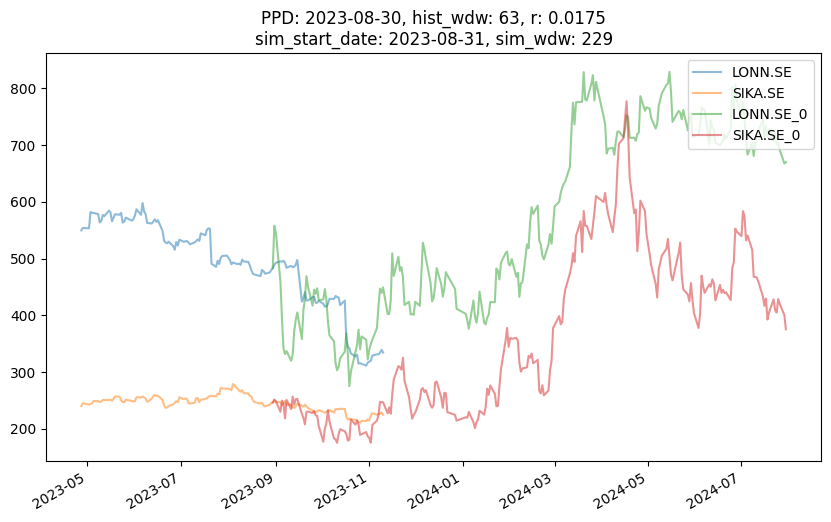 PPD: 2023-08-30, hist_wdw: 63, r: 0.0175
sim_start_date: 2023-08-31, sim_wdw: 229
LONN.SE
SIKA.SE
LONN.SE_0
SIKA.SE_0
800
700
600
500
400
300
200
2023-05
2023-07
2023-09
2023-11
2024-01
2024-03
2024-05
2024-07